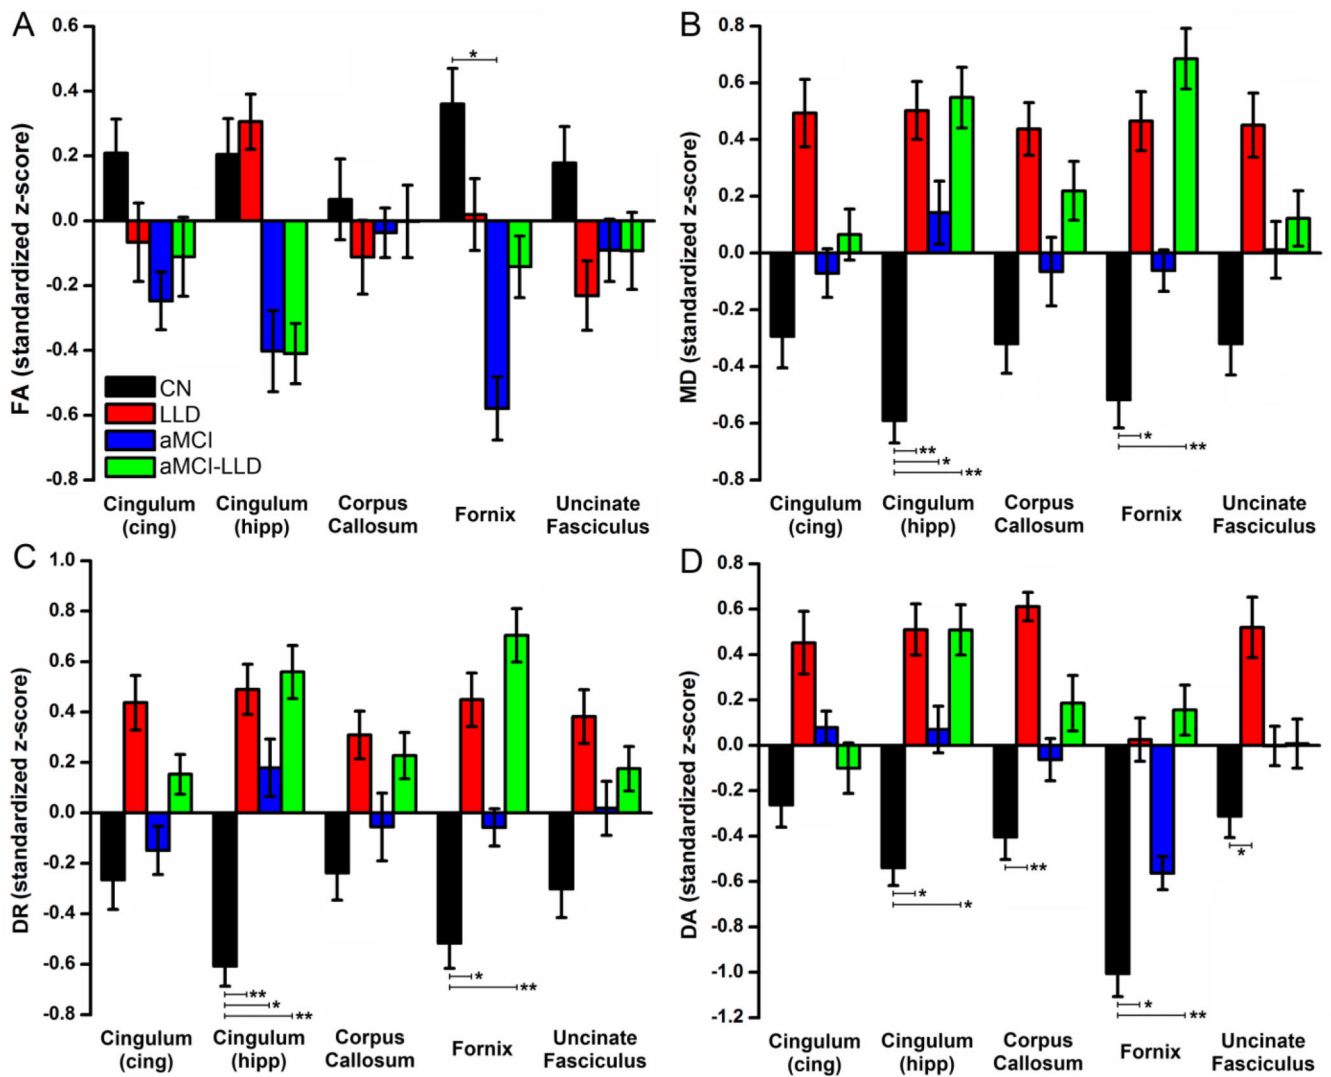 A
FA (standardized z-score)
0.6
0.4
0.2
0.0
-0.2
-0.4
-0.6
-0.8
*
CN
LLD
aMCI
aMCI-LLD
Cingulum
(cing)
Cingulum
(hipp)
Corpus
Callosum
Fornix
Uncinate
Fasciculus
B
MD (standardized z-score)
0.8
0.6
0.4
0.2
0.0
-0.2
-0.4
-0.6
-0.8
**
*
**
*
**
Cingulum
(cing)
Cingulum
(hipp)
Corpus
Callosum
Fornix
Uncinate
Fasciculus
C
DR (standardized z-score)
1.0
0.8
0.6
0.4
0.2
0.0
-0.2
-0.4
-0.6
-0.8
**
*
**
*
**
Cingulum
(cing)
Cingulum
(hipp)
Corpus
Callosum
Fornix
Uncinate
Fasciculus
D
DA (standardized z-score)
0.8
0.6
0.4
0.2
0.0
-0.2
-0.4
-0.6
-0.8
-1.0
-1.2
*
*
**
*
**
*
Cingulum
(cing)
Cingulum
(hipp)
Corpus
Callosum
Fornix
Uncinate
Fasciculus